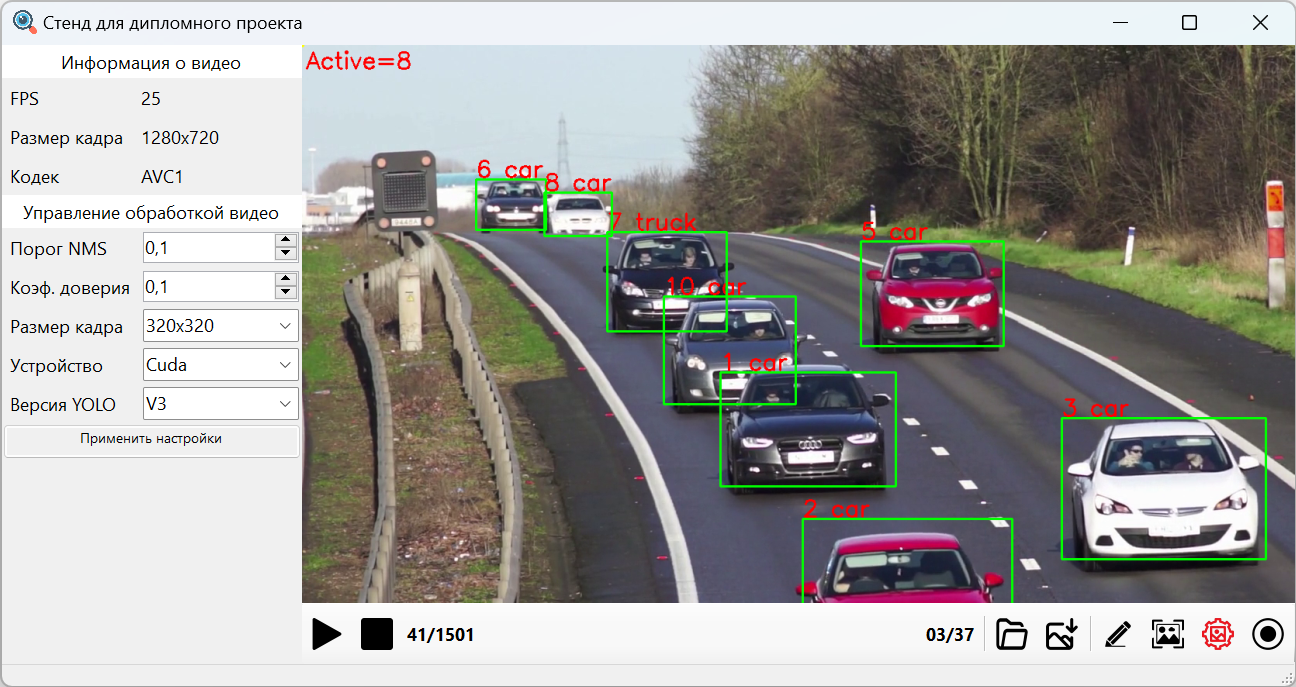 Стенд для дипломного проекта
Информация о видео
FPS 25
Размер кадра 1280x720
Кодек AVC1
Управление обработкой видео
Порог NMS 0,1
Коэф. доверия 0,1
Размер кадра 320x320
Устройство Cuda
Версия YOLO V3
Применить настройки
Active=8
6 car
8 car
7 truck
5 car
10 car
1 car
3 car
2 car
41/1501
03/37